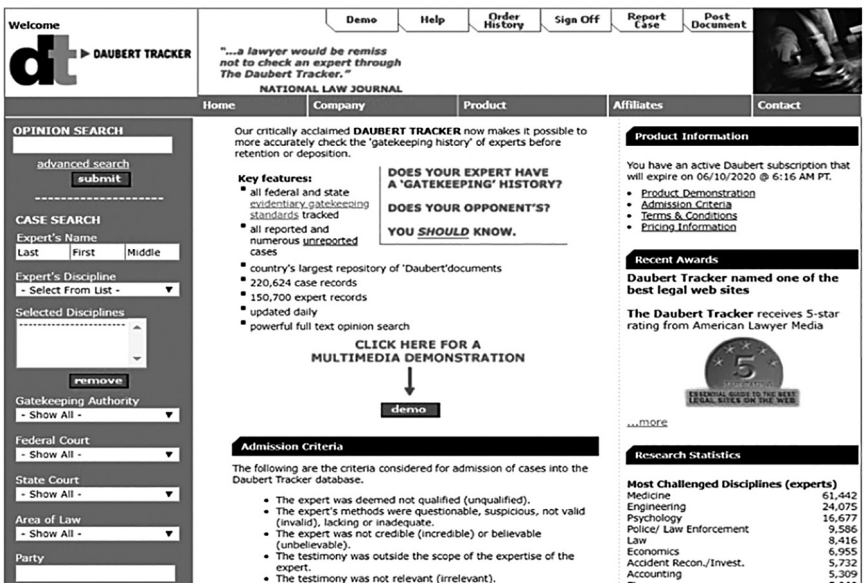 Welcome
dt DAUBERT TRACKER
Demo
Help
Order
History
Sign Off
Report
Case
Post
Document
"...a lawyer would be remiss
not to check an expert through
The Daubert Tracker."
NATIONAL LAW JOURNAL
Home
Company
Product
Affiliates
Contact
OPINION SEARCH
advanced search
submit
CASE SEARCH
Expert's Name
Last First Middle
Expert's Discipline
- Select From List -
Selected Disciplines
remove
Gatekeeping Authority
- Show All -
Federal Court
- Show All -
State Court
- Show All -
Area of Law
- Show All -
Party
Our critically acclaimed DAUBERT TRACKER now makes it possible to
more accurately check the 'gatekeeping history' of experts before
retention or deposition.
Key features:
all federal and state
evidentiary gatekeeping
standards tracked
all reported and
numerous unreported
cases
country's largest repository of 'Daubert'documents
220,624 case records
150,700 expert records
updated daily
powerful full text opinion search
DOES YOUR EXPERT HAVE
A 'GATEKEEPING' HISTORY?
DOES YOUR OPPONENT'S?
YOU SHOULD KNOW.
CLICK HERE FOR A
MULTIMEDIA DEMONSTRATION
demo
Admission Criteria
The following are the criteria considered for admission of cases into the
Daubert Tracker database.
• The expert was deemed not qualified (unqualified).
• The expert's methods were questionable, suspicious, not valid
(invalid), lacking or inadequate.
• The expert was not credible (incredible) or believable
(unbelievable).
• The testimony was outside the scope of the expertise of the
expert.
• The testimony was not relevant (irrelevant).
Product Information
You have an active Daubert subscription that
will expire on 06/10/2020 @ 6:16 AM PT.
• Product Demonstration
• Admission Criteria
• Terms & Conditions
• Pricing Information
Recent Awards
Daubert Tracker named one of the
best legal web sites
The Daubert Tracker receives 5-star
rating from American Lawyer Media
5
ESSENTIAL GUIDE TO THE BEST
LEGAL SITES ON THE WEB
...more
Research Statistics
Most Challenged Disciplines (experts)
Medicine 61,442
Engineering 24,075
Psychology 16,677
Police/ Law Enforcement 9,586
Law 8,416
Economics 6,955
Accident Recon./Invest. 5,732
Accounting 5,309